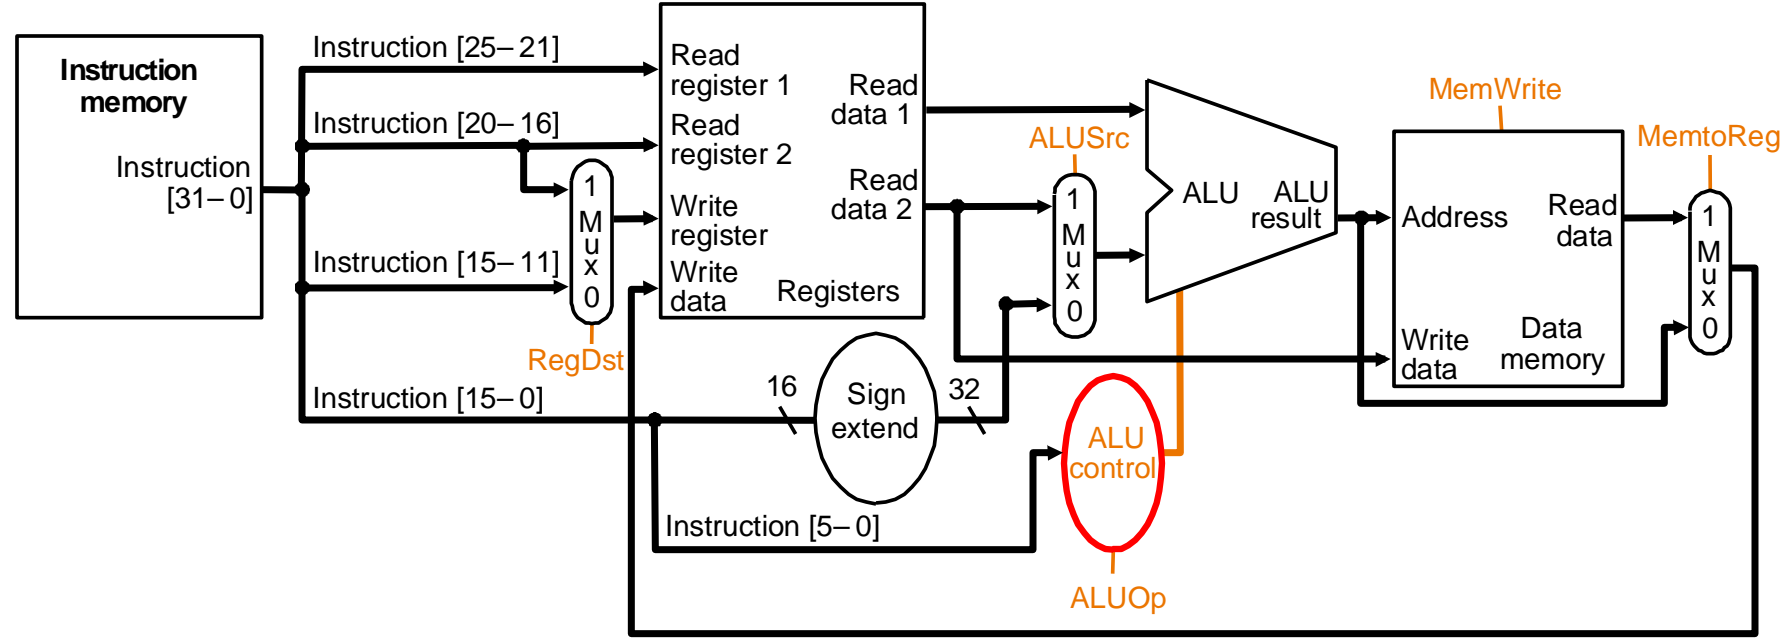 Instruction
memory
Instruction
[31–0]
Instruction [25–21]
Instruction [20–16]
Instruction [15–11]
Instruction [15–0]
1
M
u
x
0
RegDst
Read
register 1
Read
register 2
Write
register
Write
data
Read
data 1
Read
data 2
Registers
16
Sign
extend
32
Instruction [5–0]
ALUSrc
1
M
u
x
0
ALU
control
ALUOp
ALU
ALU
result
MemWrite
Address
Read
data
Write
data
Data
memory
MemtoReg
1
M
u
x
0